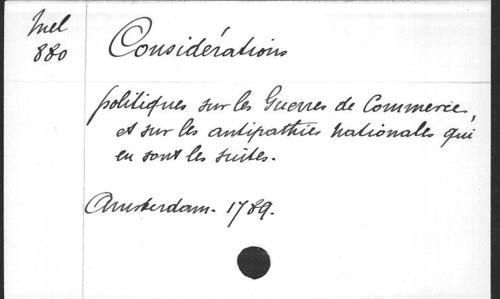 Mel
880
Considérations
politiques sur les Guerres de Commerce,
et sur les antipathies nationales qui
en sont les suites.
Amsterdam. 1789.